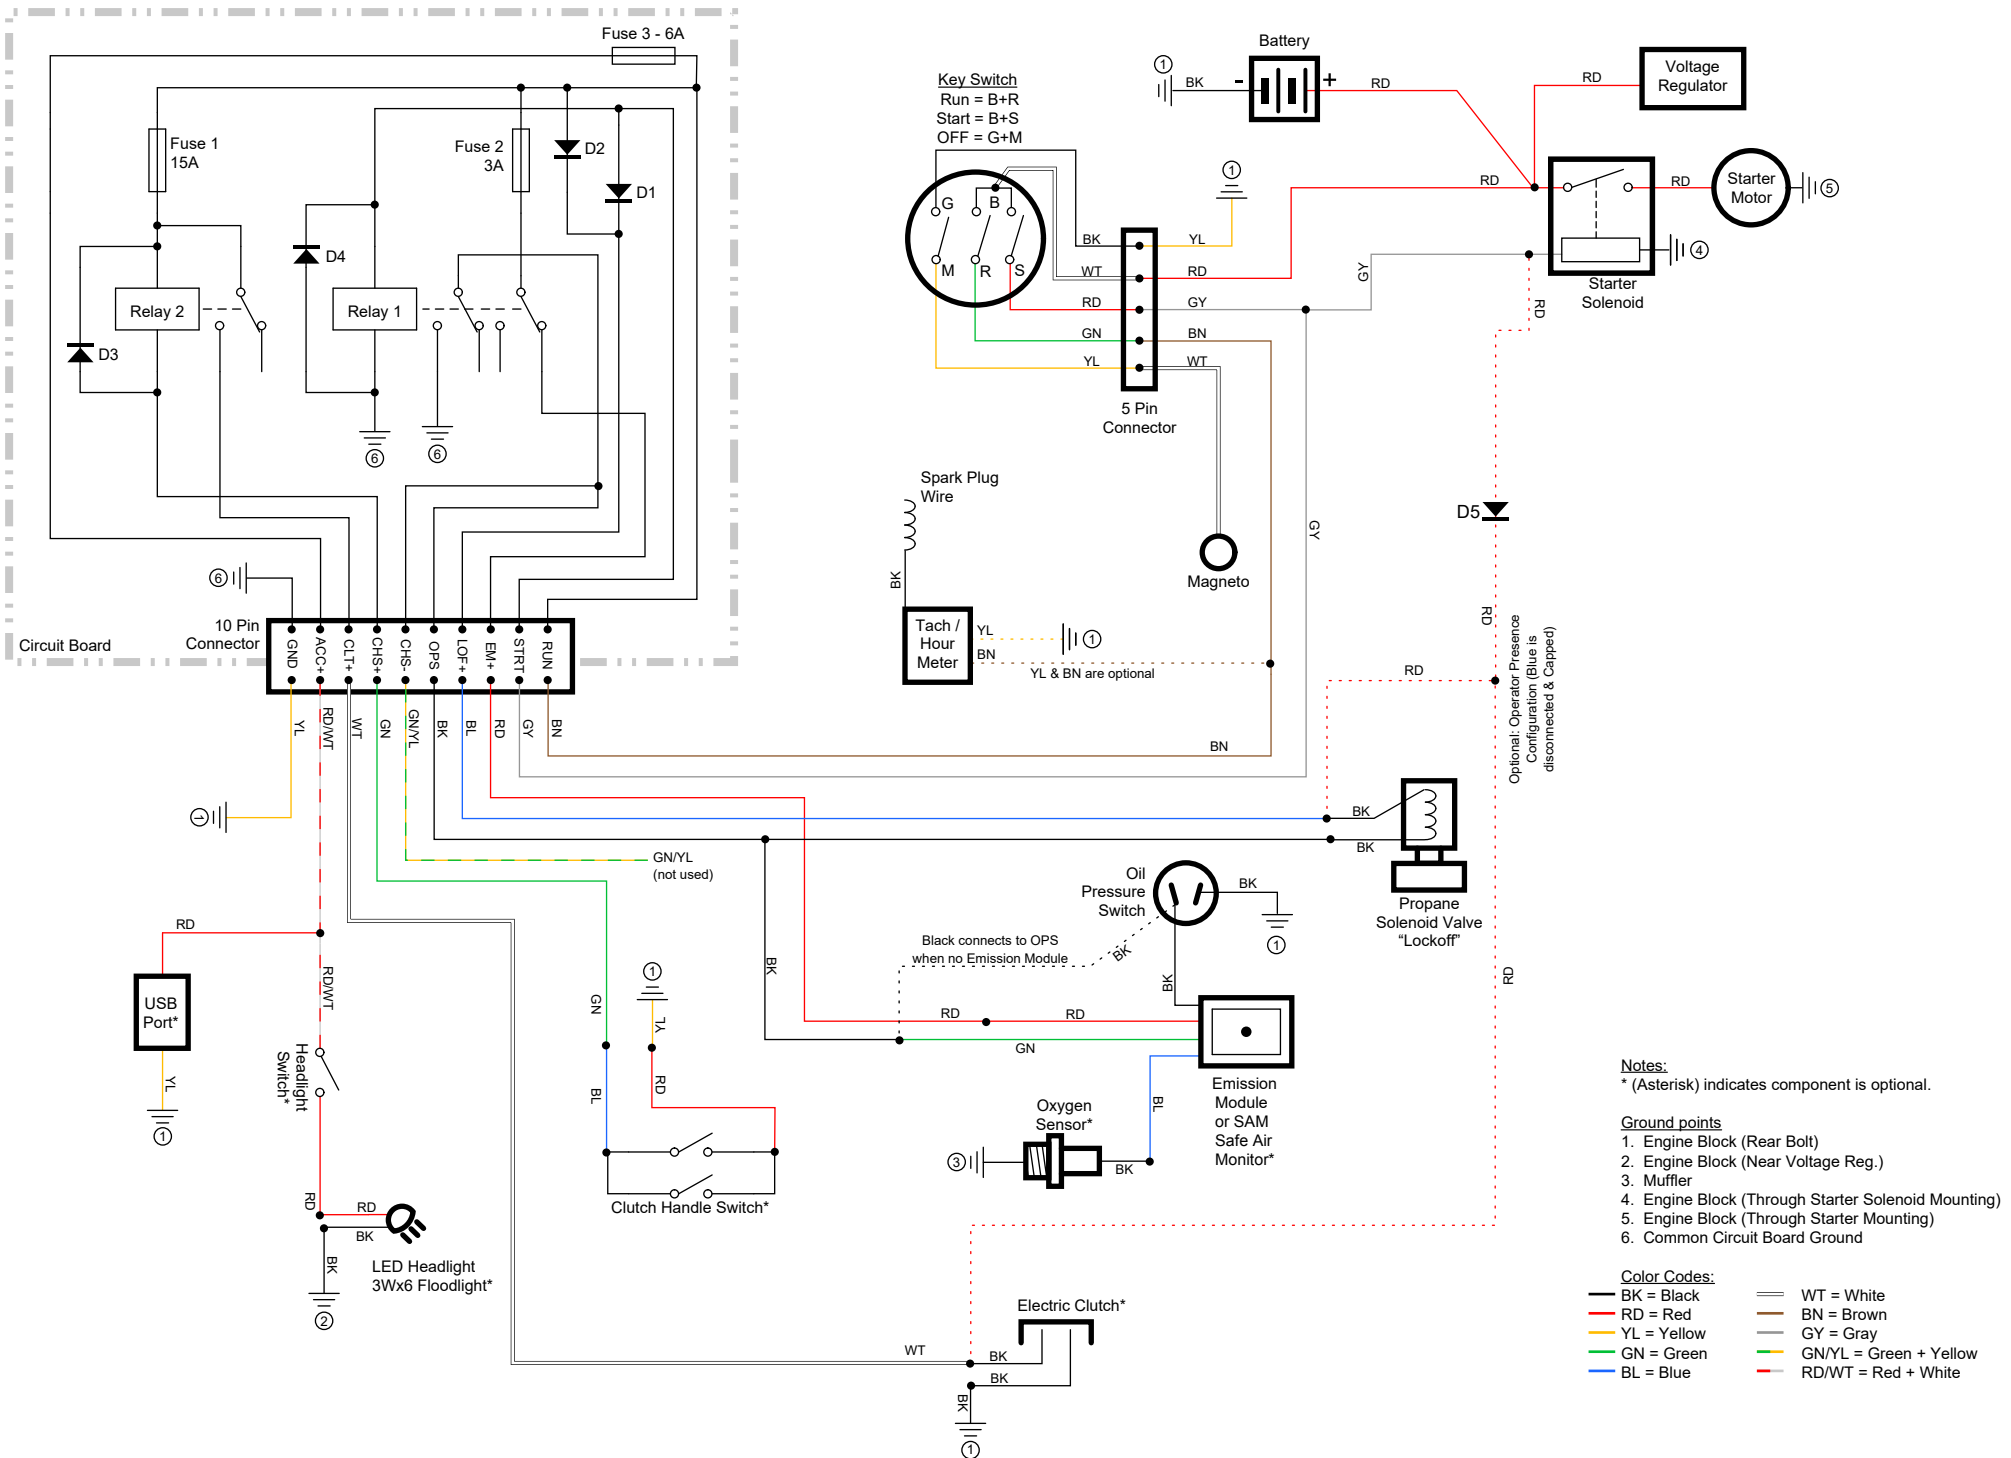 Fuse 3 - 6A
Fuse 1
15A
Fuse 2
3A
D2
D1
D4
D3
Relay 2
Relay 1
6
6
6
10 Pin
Connector
Circuit Board
GND
ACC+
CLT+
CHS+
CHS-
OPS
LOF+
EM+
STRT
RUN
YL
RD/WT
WT
GN
GN/YL
BK
BL
RD
GY
BN
Key Switch
Run = B+R
Start = B+S
OFF = G+M
G
B
M
R
S
BK
WT
RD
GN
YL
YL
RD
GY
BN
WT
5 Pin
Connector
1
Battery
1
BK
-
+
RD
RD
Voltage
Regulator
RD
RD
Starter
Motor
5
4
GY
Starter
Solenoid
RD
D5
RD
Optional: Operator Presence
Configuration (Blue is
disconnected & Capped)
RD
RD
Spark Plug
Wire
BK
Tach /
Hour
Meter
YL
BN
1
YL & BN are optional
Magneto
GY
BN
BK
BK
Propane
Solenoid Valve
“Lockoff”
1
GN/YL
(not used)
Oil
Pressure
Switch
BK
1
BK
BK
Black connects to OPS
when no Emission Module
BK
RD
RD
GN
Emission
Module
or SAM
Safe Air
Monitor*
BL
Oxygen
Sensor*
3
BK
RD
USB
Port*
YL
1
RD/WT
Headlight
Switch*
RD
RD
BK
BK
2
LED Headlight
3Wx6 Floodlight*
GN
BL
1
YL
RD
Clutch Handle Switch*
WT
Electric Clutch*
BK
BK
BK
1
Notes:
* (Asterisk) indicates component is optional.
Ground points
1. Engine Block (Rear Bolt)
2. Engine Block (Near Voltage Reg.)
3. Muffler
4. Engine Block (Through Starter Solenoid Mounting)
5. Engine Block (Through Starter Mounting)
6. Common Circuit Board Ground
Color Codes:
BK = Black
RD = Red
YL = Yellow
GN = Green
BL = Blue
WT = White
BN = Brown
GY = Gray
GN/YL = Green + Yellow
RD/WT = Red + White